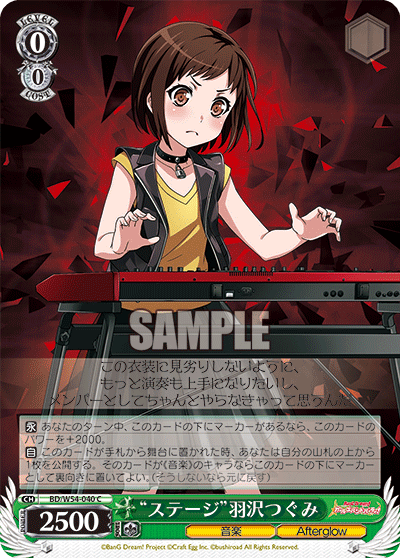 LEVEL
0
0
COST
SAMPLE
この衣装に見劣りしないように、
もっと演奏も上手になりたいし、
メンバーとしてちゃんとやらなきゃって思うんだ
永 あなたのターン中、このカードの下にマーカーがあるなら、このカードの
パワーを+2000。
自 このカードが手札から舞台に置かれた時、あなたは自分の山札の上から
1枚を公開する。そのカードが《音楽》のキャラならこのカードの下にマーカーと
して裏向きに置いてよい。(そうしないなら元に戻す)
CH BD/W54-040 C
2500
“ステージ”羽沢つぐみ
音楽
Afterglow
©BanG Dream! Project ©Craft Egg Inc. ©bushiroad All Rights Reserved.